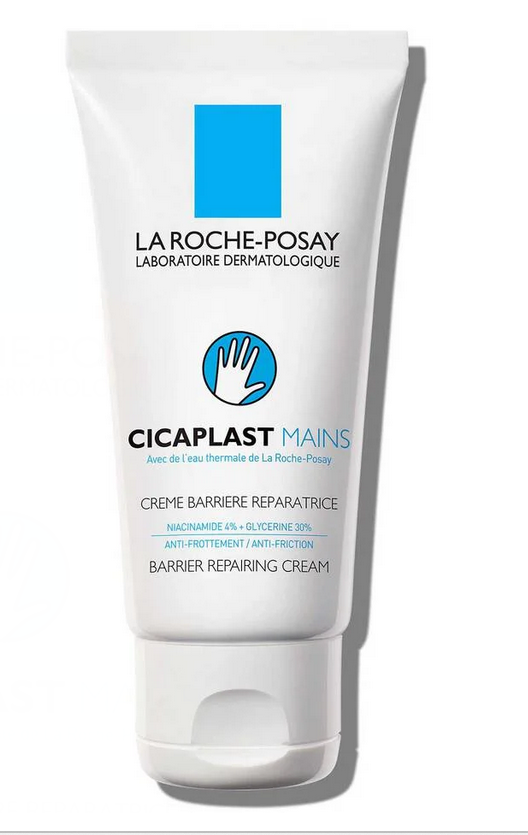 LA ROCHE-POSAY
LABORATOIRE DERMATOLOGIQUE
CICAPLAST MAINS
Avec de l'eau thermale de La Roche-Posay
CREME BARRIERE REPARATRICE
NIACINAMIDE 4% + GLYCERINE 30%
ANTI-FROTTEMENT / ANTI-FRICTION
BARRIER REPAIRING CREAM